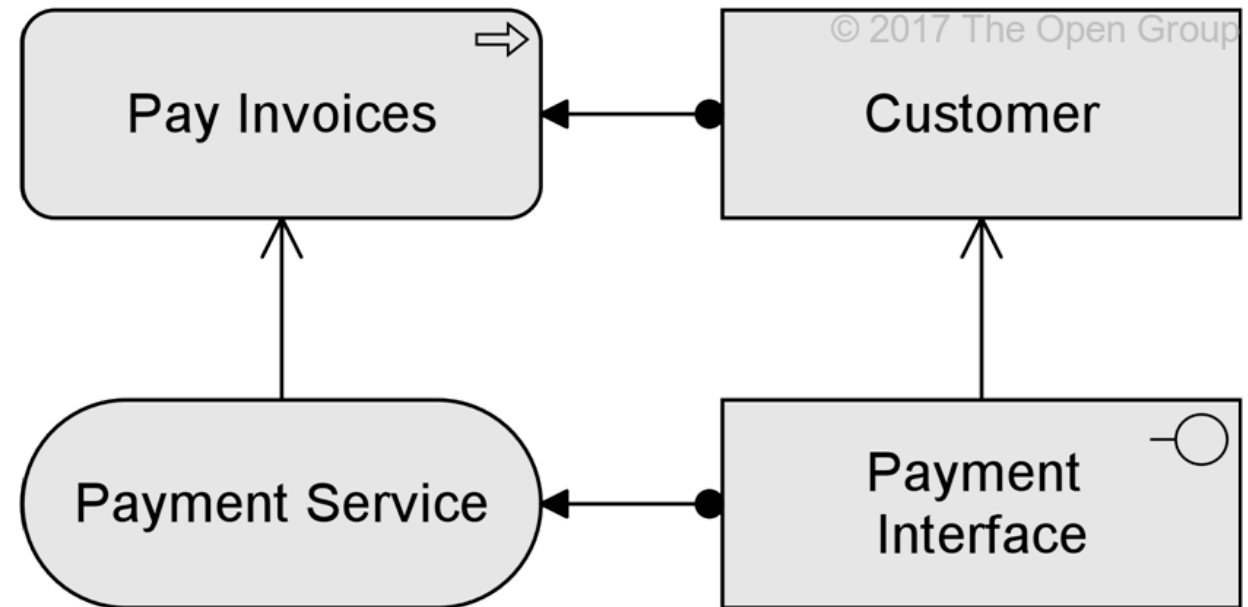 © 2017 The Open Group
Pay Invoices
Customer
Payment Service
Payment
Interface